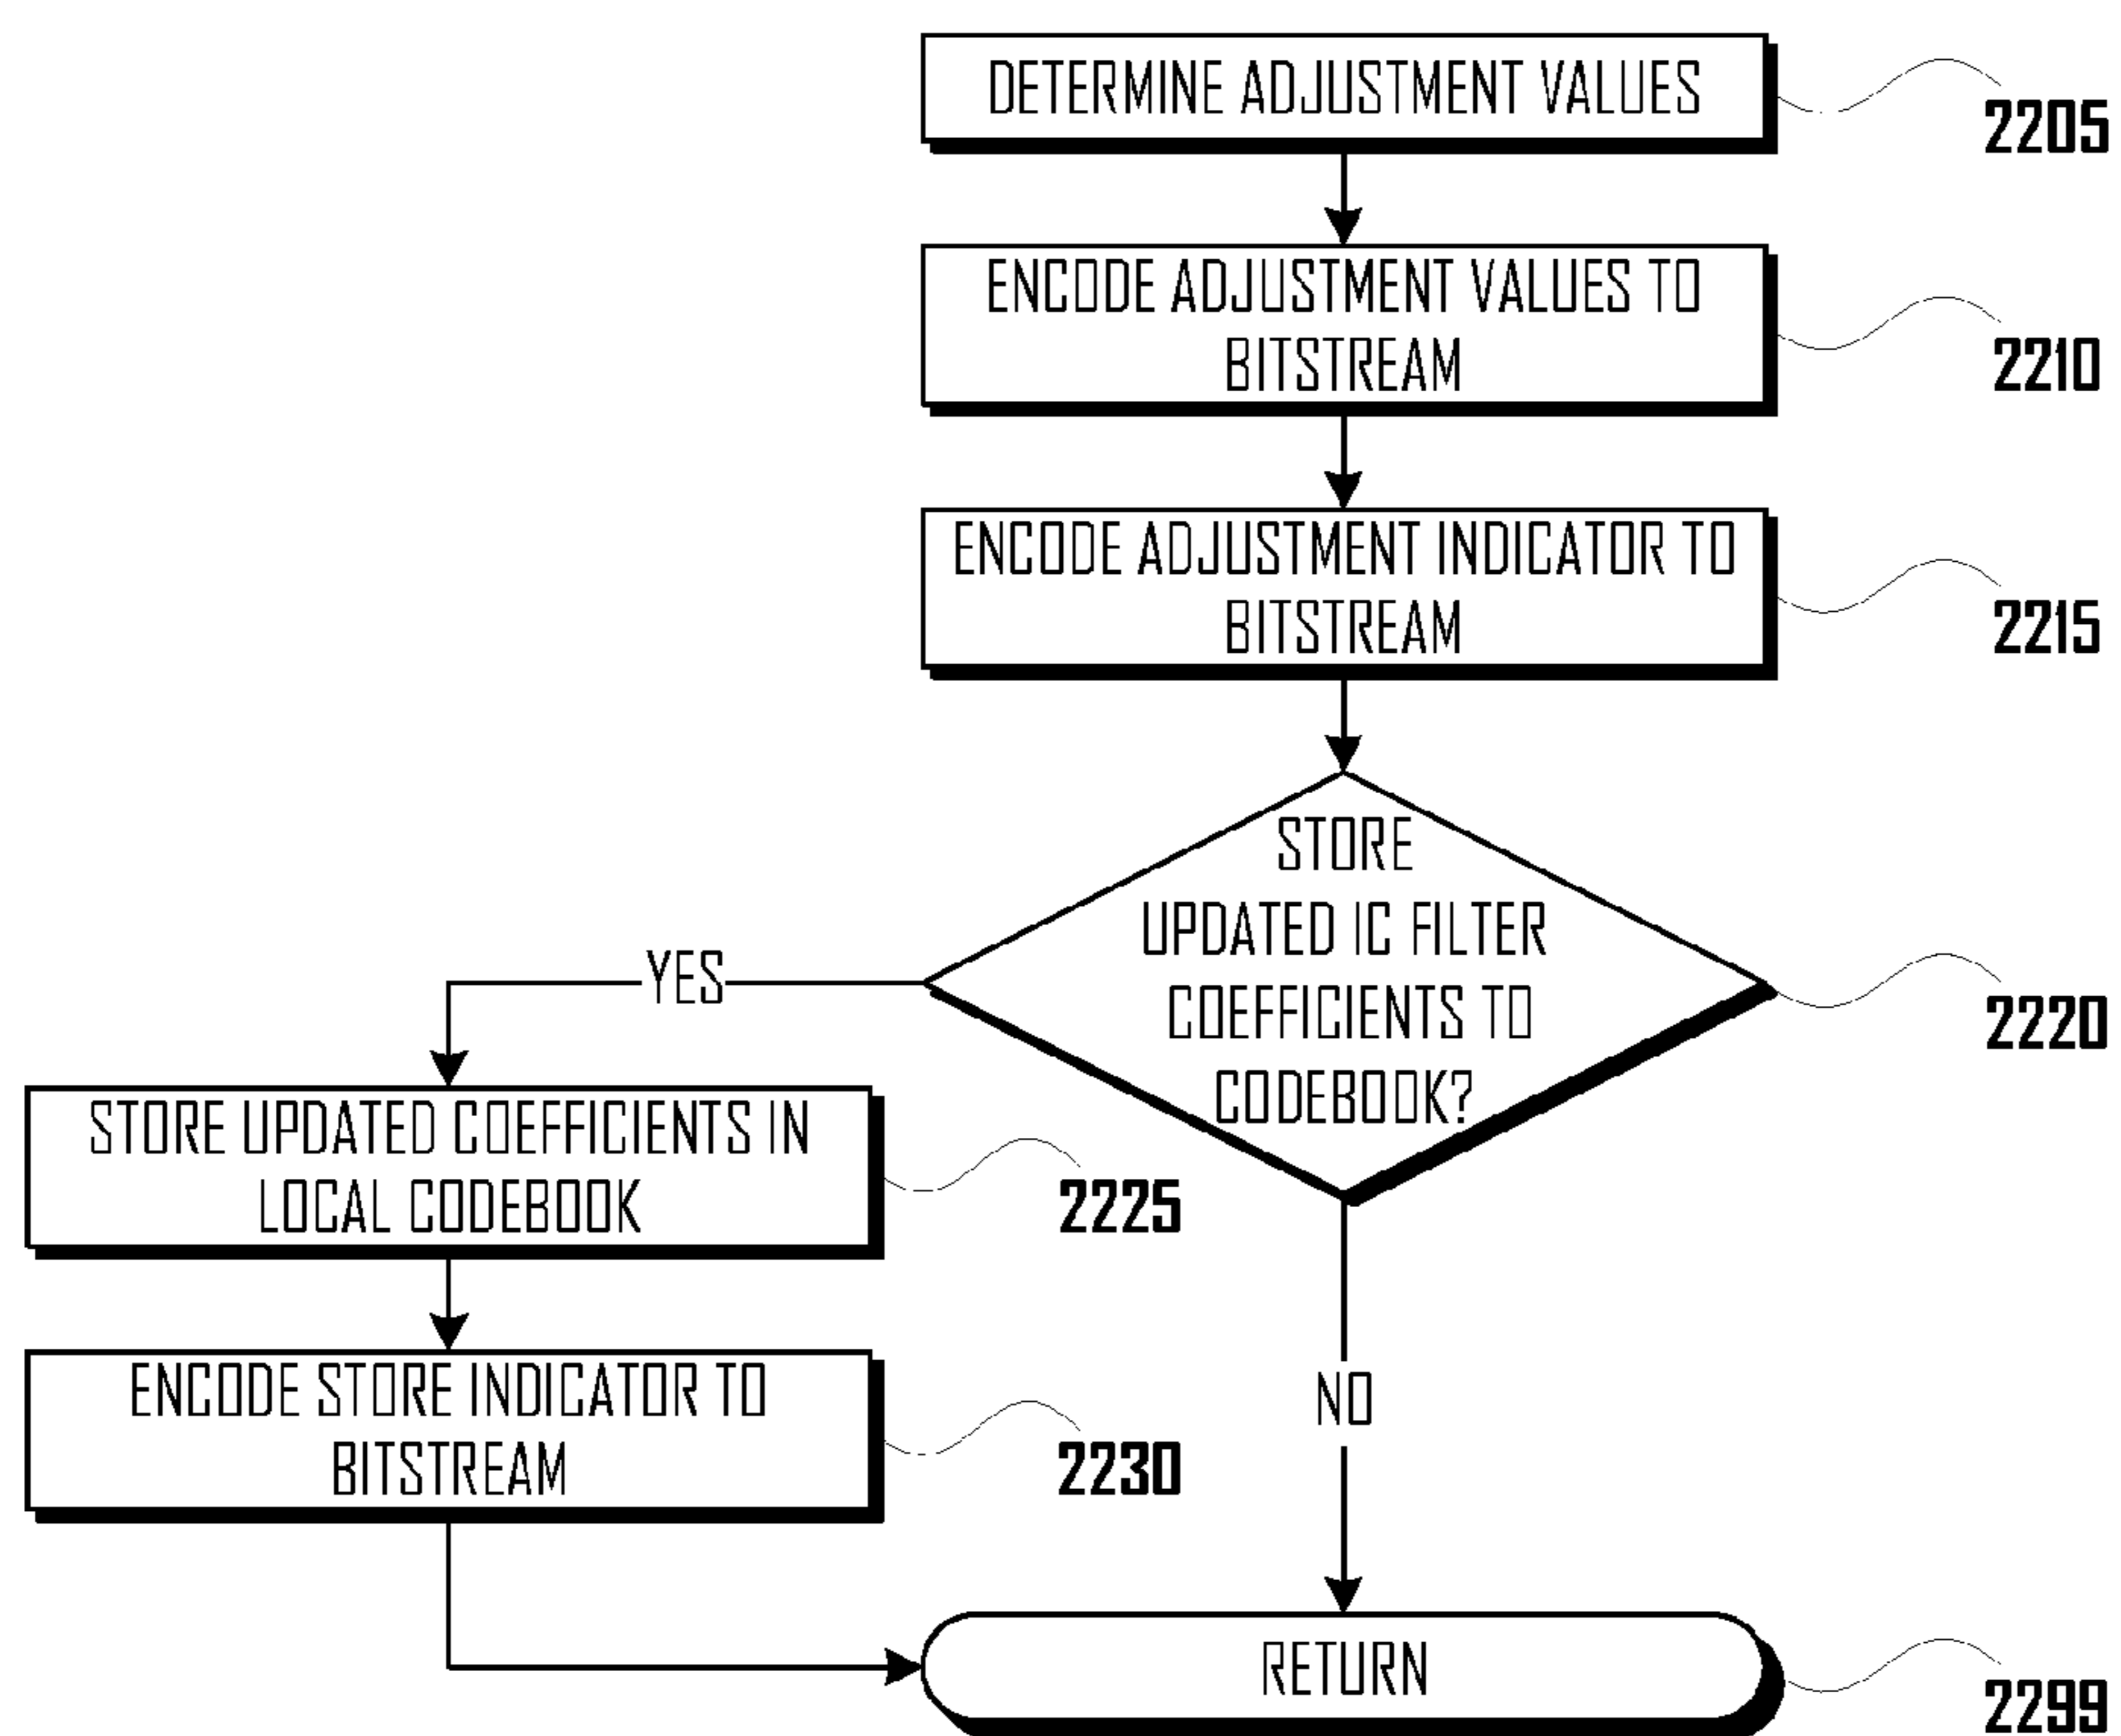 DETERMINE ADJUSTMENT VALUES
2205
ENCODE ADJUSTMENT VALUES TO
BITSTREAM
2210
ENCODE ADJUSTMENT INDICATOR TO
BITSTREAM
2215
STORE
UPDATED IC FILTER
COEFFICIENTS TO
CODEBOOK?
2220
YES
STORE UPDATED COEFFICIENTS IN
LOCAL CODEBOOK
2225
ENCODE STORE INDICATOR TO
BITSTREAM
2230
NO
RETURN
2299